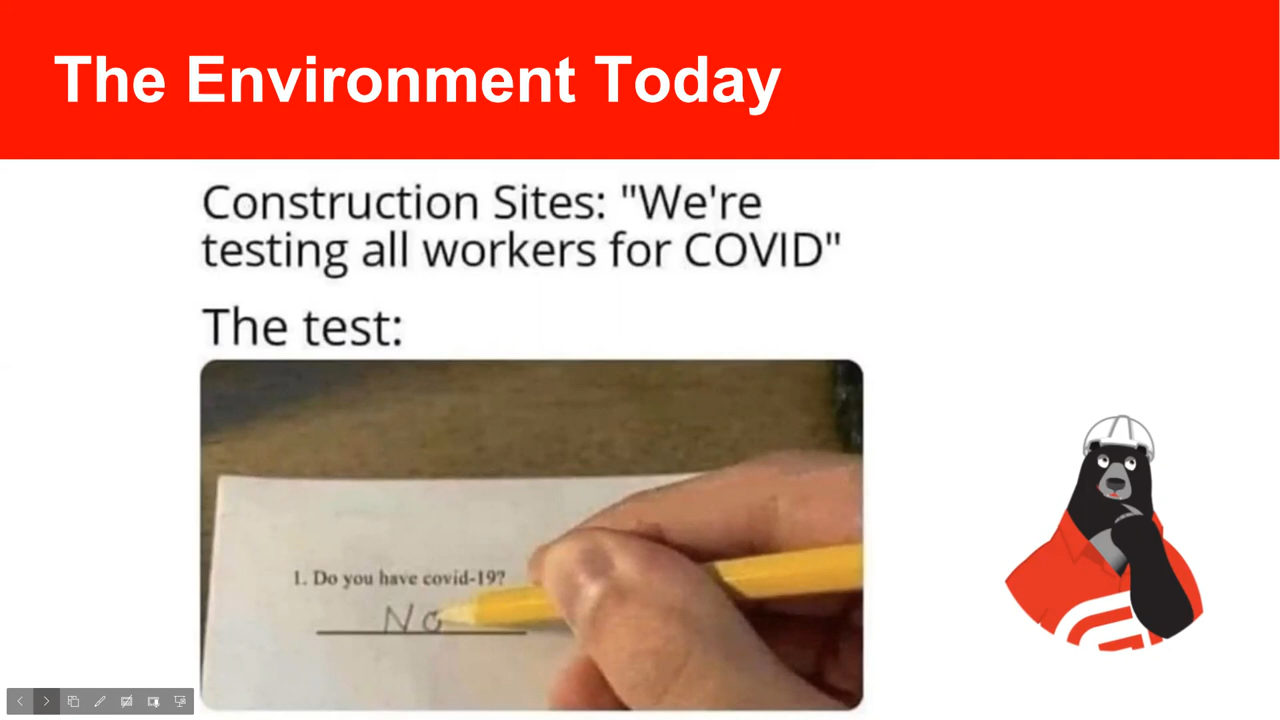 The Environment Today
Construction Sites: "We're
testing all workers for COVID"
The test:
1. Do you have covid-19?
No